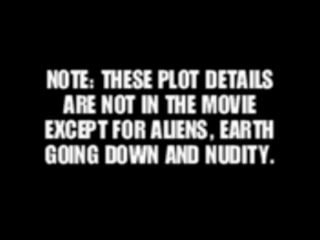 NOTE: THESE PLOT DETAILS
ARE NOT IN THE MOVIE
EXCEPT FOR ALIENS, EARTH
GOING DOWN AND NUDITY.